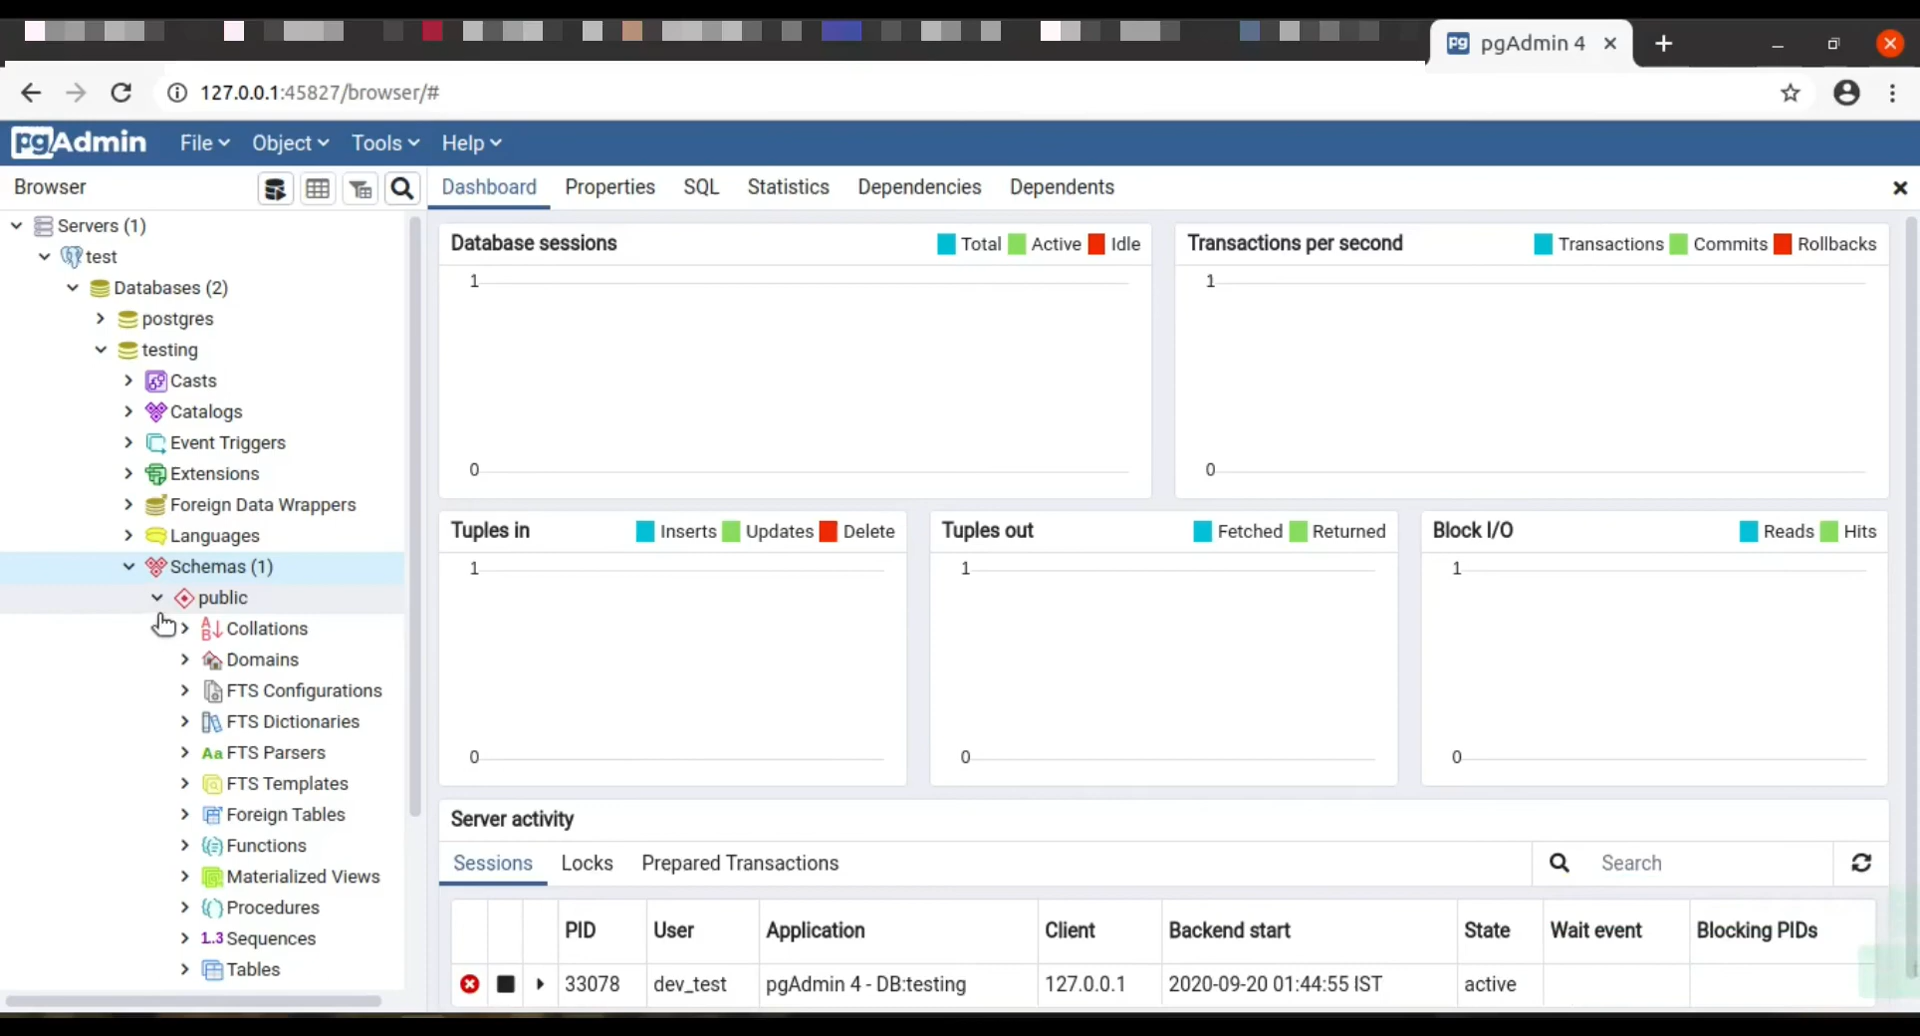 pgAdmin 4
127.0.0.1:45827/browser/#
pgAdmin File Object Tools Help
Browser
Dashboard Properties SQL Statistics Dependencies Dependents
Servers (1)
test
Databases (2)
postgres
testing
Casts
Catalogs
Event Triggers
Extensions
Foreign Data Wrappers
Languages
Schemas (1)
public
Collations
Domains
FTS Configurations
FTS Dictionaries
Aa FTS Parsers
FTS Templates
Foreign Tables
Functions
Materialized Views
Procedures
1..3 Sequences
Tables
Database sessions Total Active Idle
1
0
Transactions per second Transactions Commits Rollbacks
1
0
Tuples in Inserts Updates Delete
1
0
Tuples out Fetched Returned
1
0
Block I/O Reads Hits
1
0
Server activity
Sessions Locks Prepared Transactions Search
PID User Application Client Backend start State Wait event Blocking PIDs
33078 dev_test pgAdmin 4 - DB:testing 127.0.0.1 2020-09-20 01:44:55 IST active